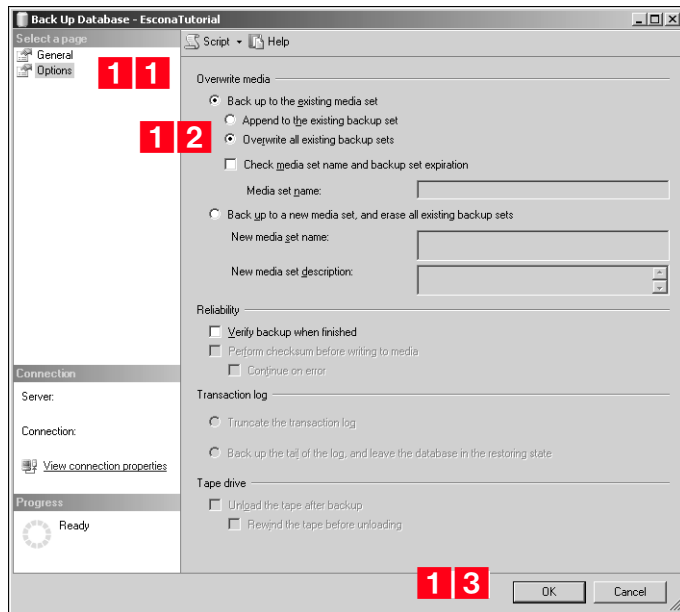 Back Up Database - EsconaTutorial
Select a page
General
Options
1 1
Script Help
Overwrite media
Back up to the existing media set
Append to the existing backup set
1 2
Overwrite all existing backup sets
Check media set name and backup set expiration
Media set name:
Back up to a new media set, and erase all existing backup sets
New media set name:
New media set description:
Reliability
Verify backup when finished
Perform checksum before writing to media
Continue on error
Transaction log
Truncate the transaction log
Back up the tail of the log, and leave the database in the restoring state
Tape drive
Unload the tape after backup
Rewind the tape before unloading
Connection
Server:
Connection:
View connection properties
Progress
Ready
1 3
OK Cancel